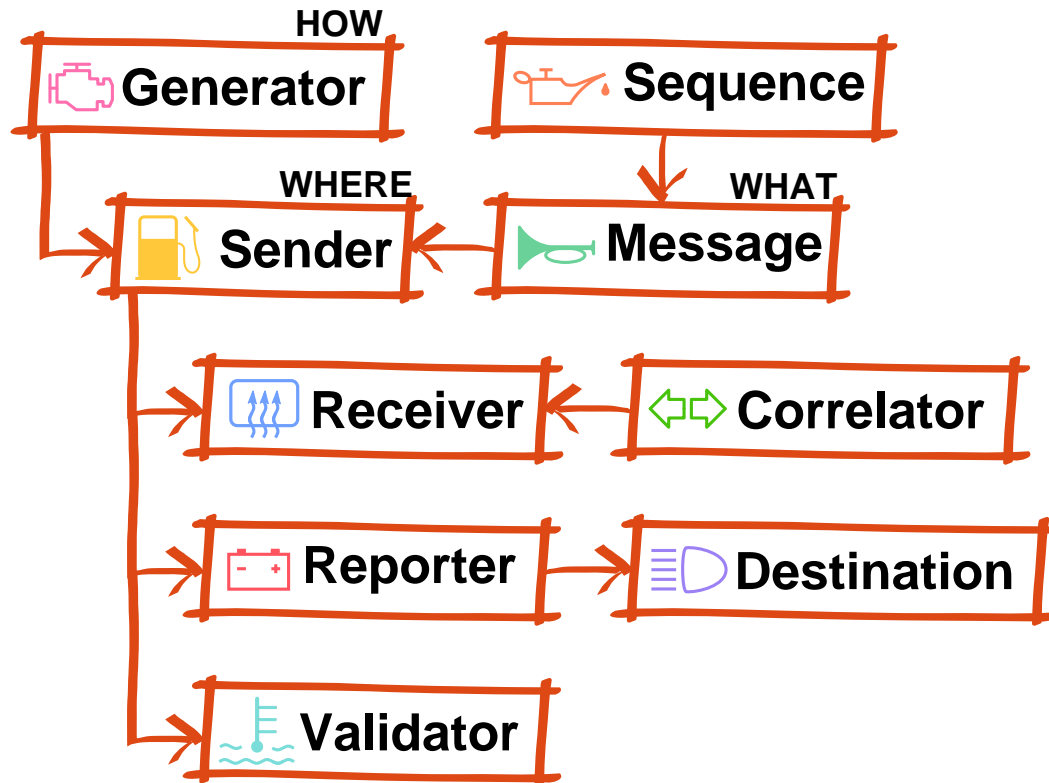 HOW
Generator
Sequence
WHERE
WHAT
Sender
Message
Receiver
Correlator
Reporter
Destination
Validator